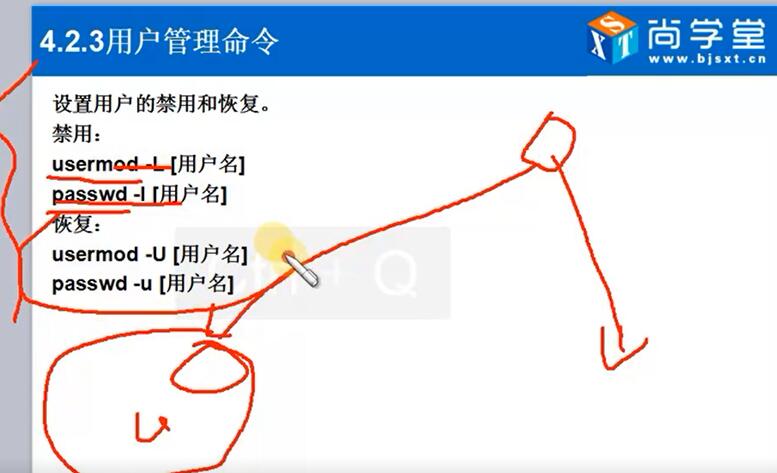 4.2.3用户管理命令
XST
尚学堂
www.bjsxt.cn
设置用户的禁用和恢复。
禁用：
usermod -L [用户名]
passwd -l [用户名]
恢复：
usermod -U [用户名]
passwd -u [用户名]
Ctrl + Q